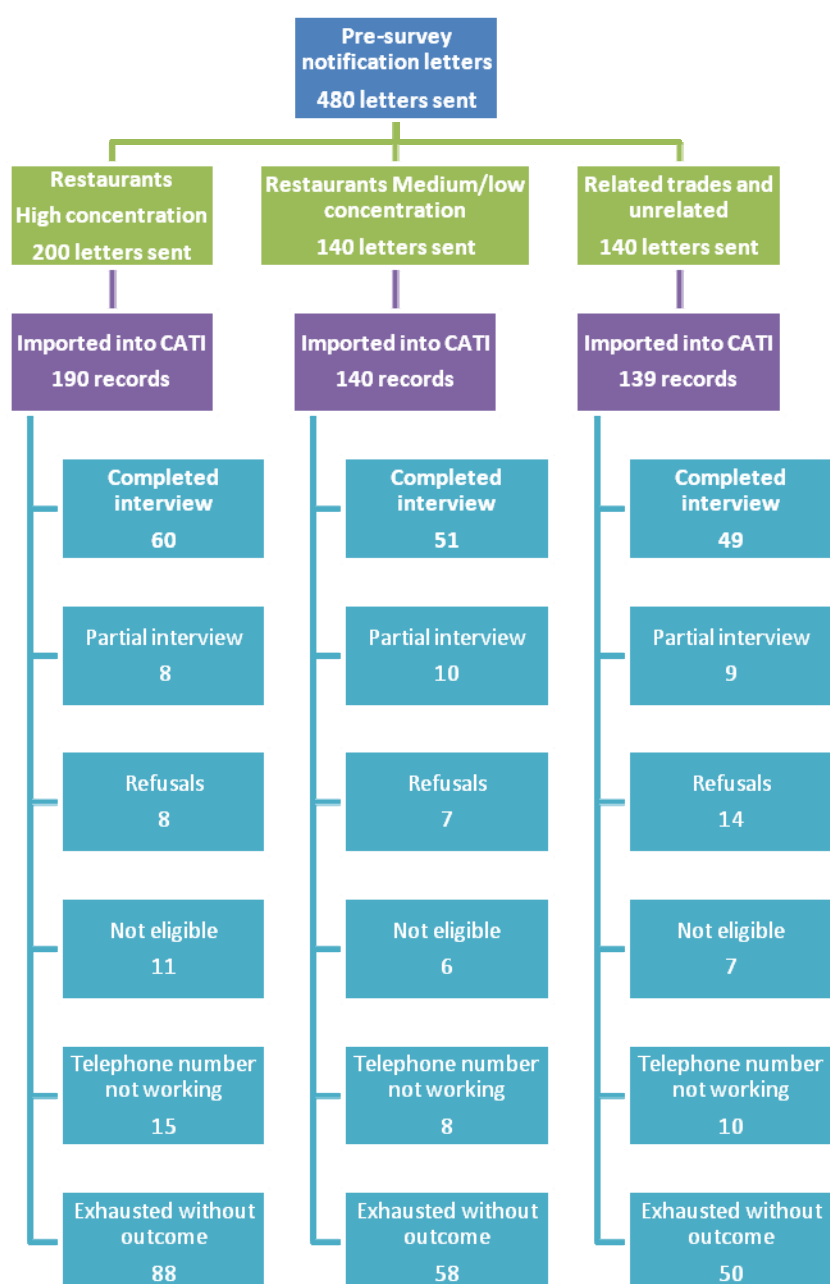 Pre-survey
notification letters
480 letters sent
Restaurants
High concentration
200 letters sent
Restaurants Medium/low
concentration
140 letters sent
Related trades and
unrelated
140 letters sent
Imported into CATI
190 records
Imported into CATI
140 records
Imported into CATI
139 records
Completed
interview
60
Completed
interview
51
Completed
interview
49
Partial interview
8
Partial interview
10
Partial interview
9
Refusals
8
Refusals
7
Refusals
14
Not eligible
11
Not eligible
6
Not eligible
7
Telephone number
not working
15
Telephone number
not working
8
Telephone number
not working
10
Exhausted without
outcome
88
Exhausted without
outcome
58
Exhausted without
outcome
50